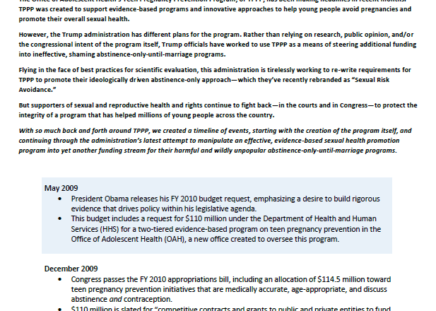 TPPP was created to support evidence-based programs and innovative approaches to help young people avoid pregnancies and
promote their overall sexual health.
However, the Trump administration has different plans for the program. Rather than relying on research, public opinion, and/or
the congressional intent of the program itself, Trump officials have worked to use TPPP as a means of steering additional funding
into ineffective, shaming abstinence-only-until-marriage programs.
Flying in the face of best practices for scientific evaluation, this administration is tirelessly working to re-write requirements for
TPPP to promote their ideologically driven abstinence-only approach—which they've recently rebranded as "Sexual Risk
Avoidance."
But supporters of sexual and reproductive health and rights continue to fight back—in the courts and in Congress—to protect the
integrity of a program that has helped millions of young people across the country.
With so much back and forth around TPPP, we created a timeline of events, starting with the creation of the program itself, and
continuing through the administration's latest attempt to manipulate an effective, evidence-based sexual health promotion
program into yet another funding stream for their harmful and wildly unpopular abstinence-only-until-marriage programs.
May 2009
• President Obama releases his FY 2010 budget request, emphasizing a desire to build rigorous
evidence that drives policy within his legislative agenda.
• This budget includes a request for $110 million under the Department of Health and Human
Services (HHS) for a two-tiered evidence-based program on teen pregnancy prevention in the
Office of Adolescent Health (OAH), a new office created to oversee this program.
December 2009
• Congress passes the FY 2010 appropriations bill, including an allocation of $114.5 million toward
teen pregnancy prevention initiatives that are medically accurate, age-appropriate, and discuss
abstinence and contraception.
• $110 million is slated for "competitive contracts and grants to public and private entities to fund